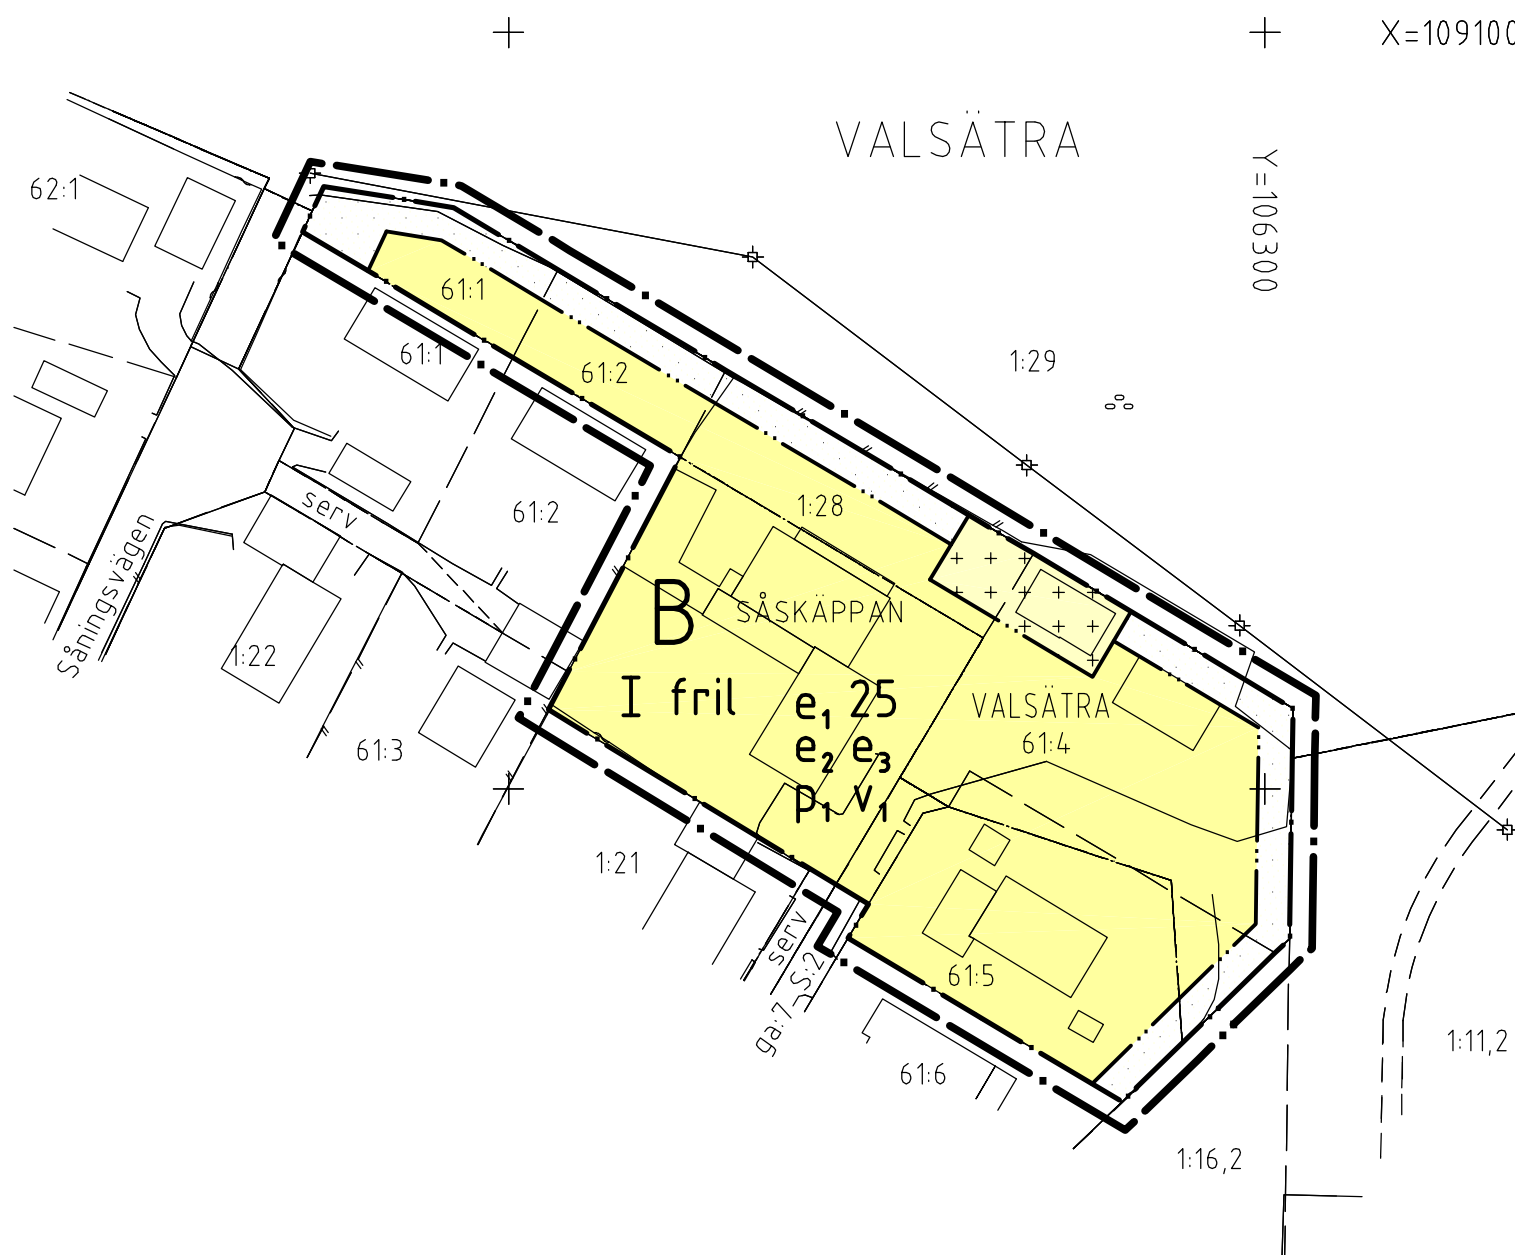 X=109100
VALSÄTRA
Y=106300
62:1
61:1
61:1
61:2
1:29
1:28
61:2
serv
Såningsvägen
B
SÅSKÄPPAN
1:22
I fril
e₁ 25
VALSÄTRA
61:4
61:3
e₂ e₃
p₁ v₁
1:21
serv
S:2
ga:7
61:5
61:6
1:11,2
1:16,2